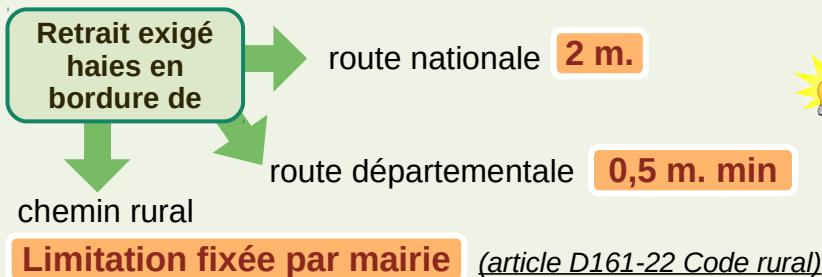 Retrait exigé
haies en
bordure de
route nationale 2 m.
route départementale 0,5 m. min
chemin rural
Limitation fixée par mairie (article D161-22 Code rural)